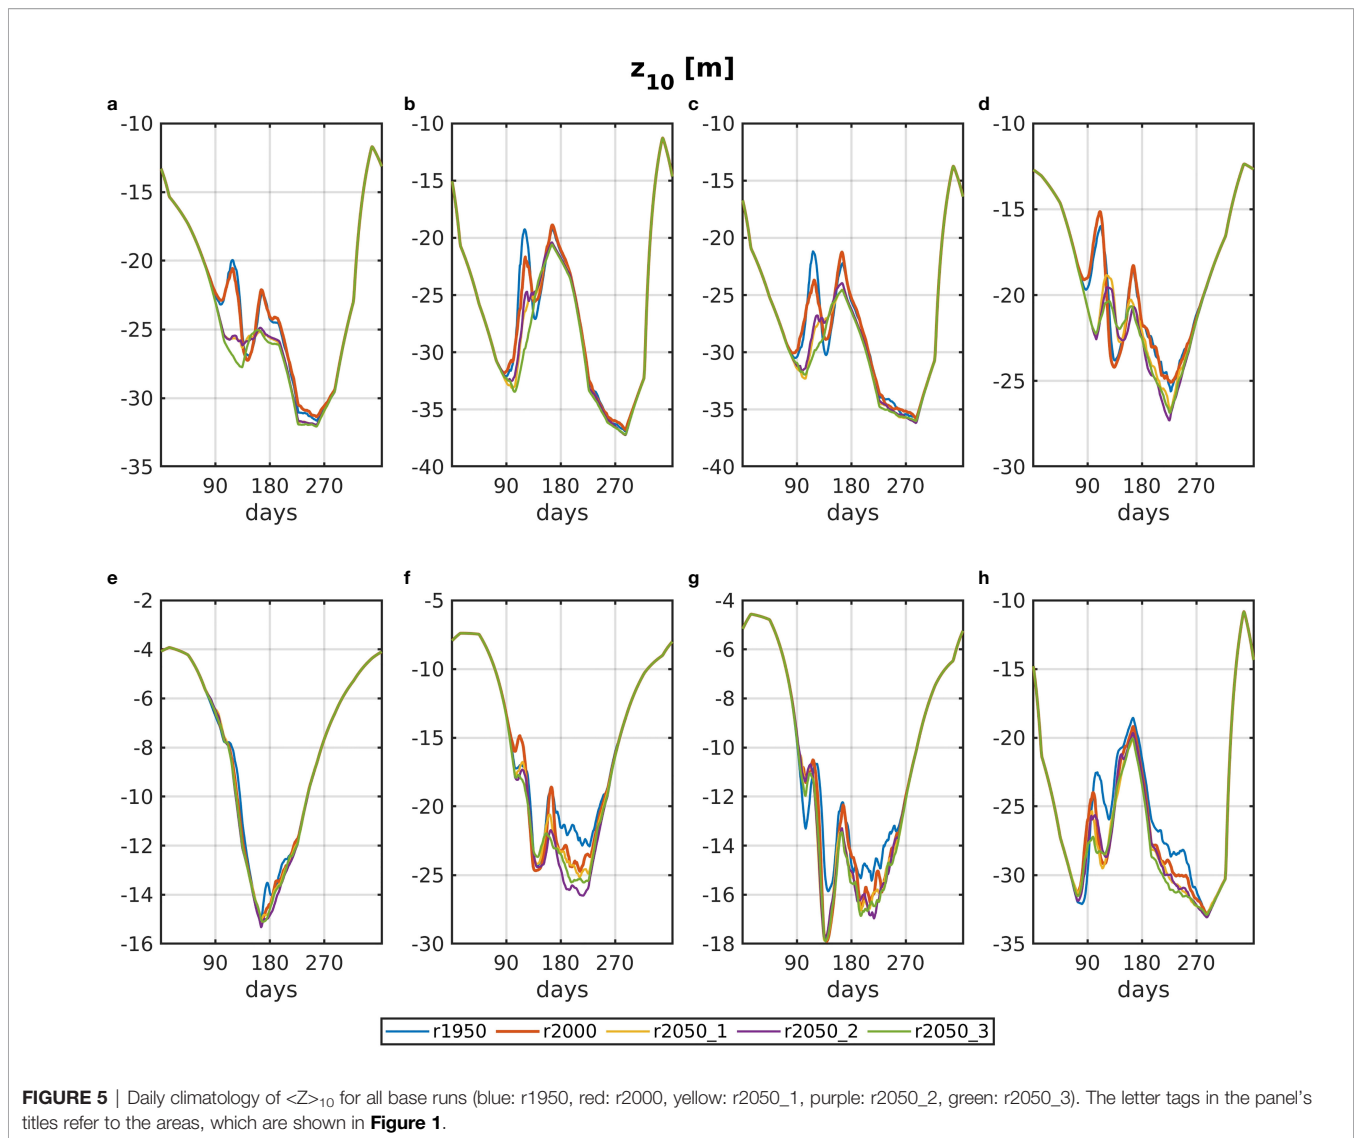 z10 [m]
a b c d
-10 -10 -10 -10
-15 -15 -15 -15
-20 -20 -20 -20
-25 -25 -25 -25
-30 -30 -30 -30
-35 -35 -35
-40 -40
90 180 270 90 180 270 90 180 270 90 180 270
days days days days
e f g h
-2 -5 -4 -10
-4 -10 -6 -15
-6 -15 -8 -20
-8 -20 -10 -25
-10 -25 -12 -30
-12 -30 -14 -35
-14 -16
-16 -18
90 180 270 90 180 270 90 180 270 90 180 270
days days days days
r1950 r2000 r2050_1 r2050_2 r2050_3
FIGURE 5 | Daily climatology of <Z>10 for all base runs (blue: r1950, red: r2000, yellow: r2050_1, purple: r2050_2, green: r2050_3). The letter tags in the panel's
titles refer to the areas, which are shown in Figure 1.